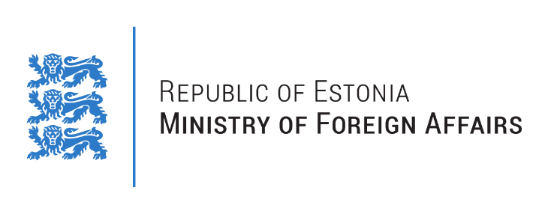 Republic of Estonia
Ministry of Foreign Affairs